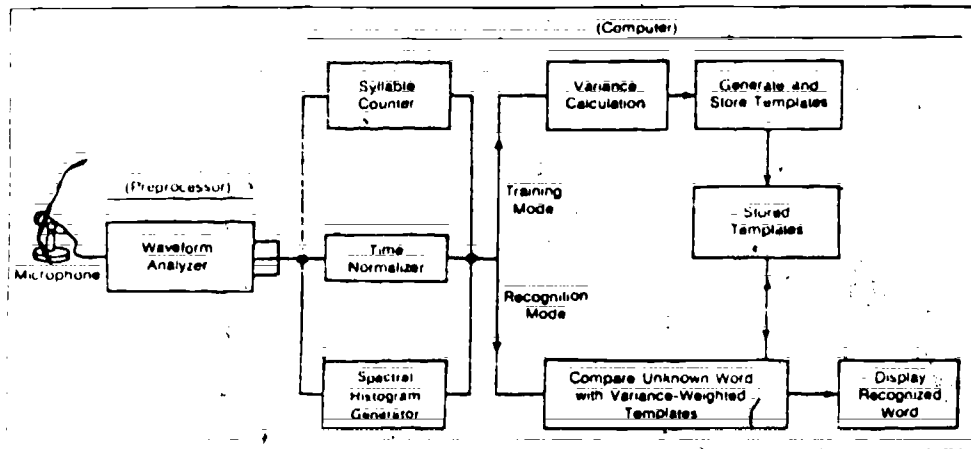 (Computer)
Syllable
Counter
Variance
Calculation
Generate and
Store Templates
(Preprocessor)
Training
Mode
Stored
Templates
Microphone
Waveform
Analyzer
Time
Normalizer
Recognition
Mode
Spectral
Histogram
Generator
Compare Unknown Word
with Variance-Weighted
Templates
Display
Recognized
Word